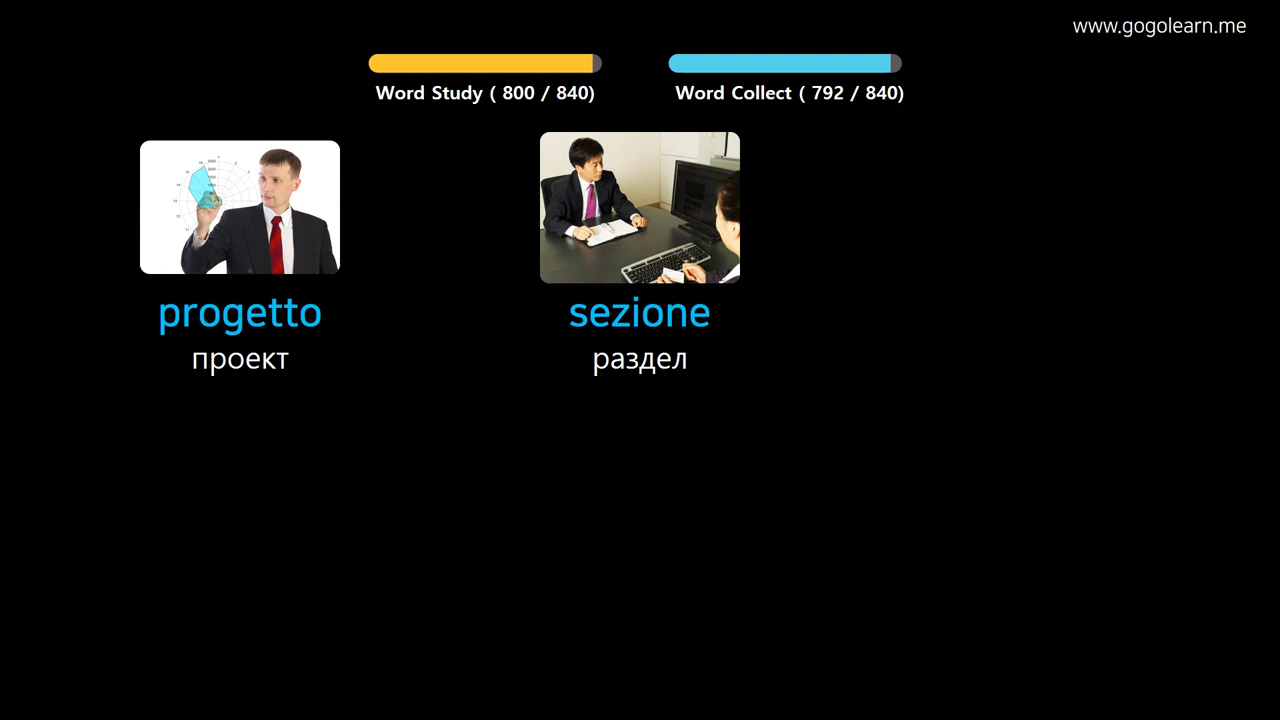 www.gogolearn.me
Word Study ( 800 / 840)
Word Collect ( 792 / 840)
progetto
sezione
проект
раздел